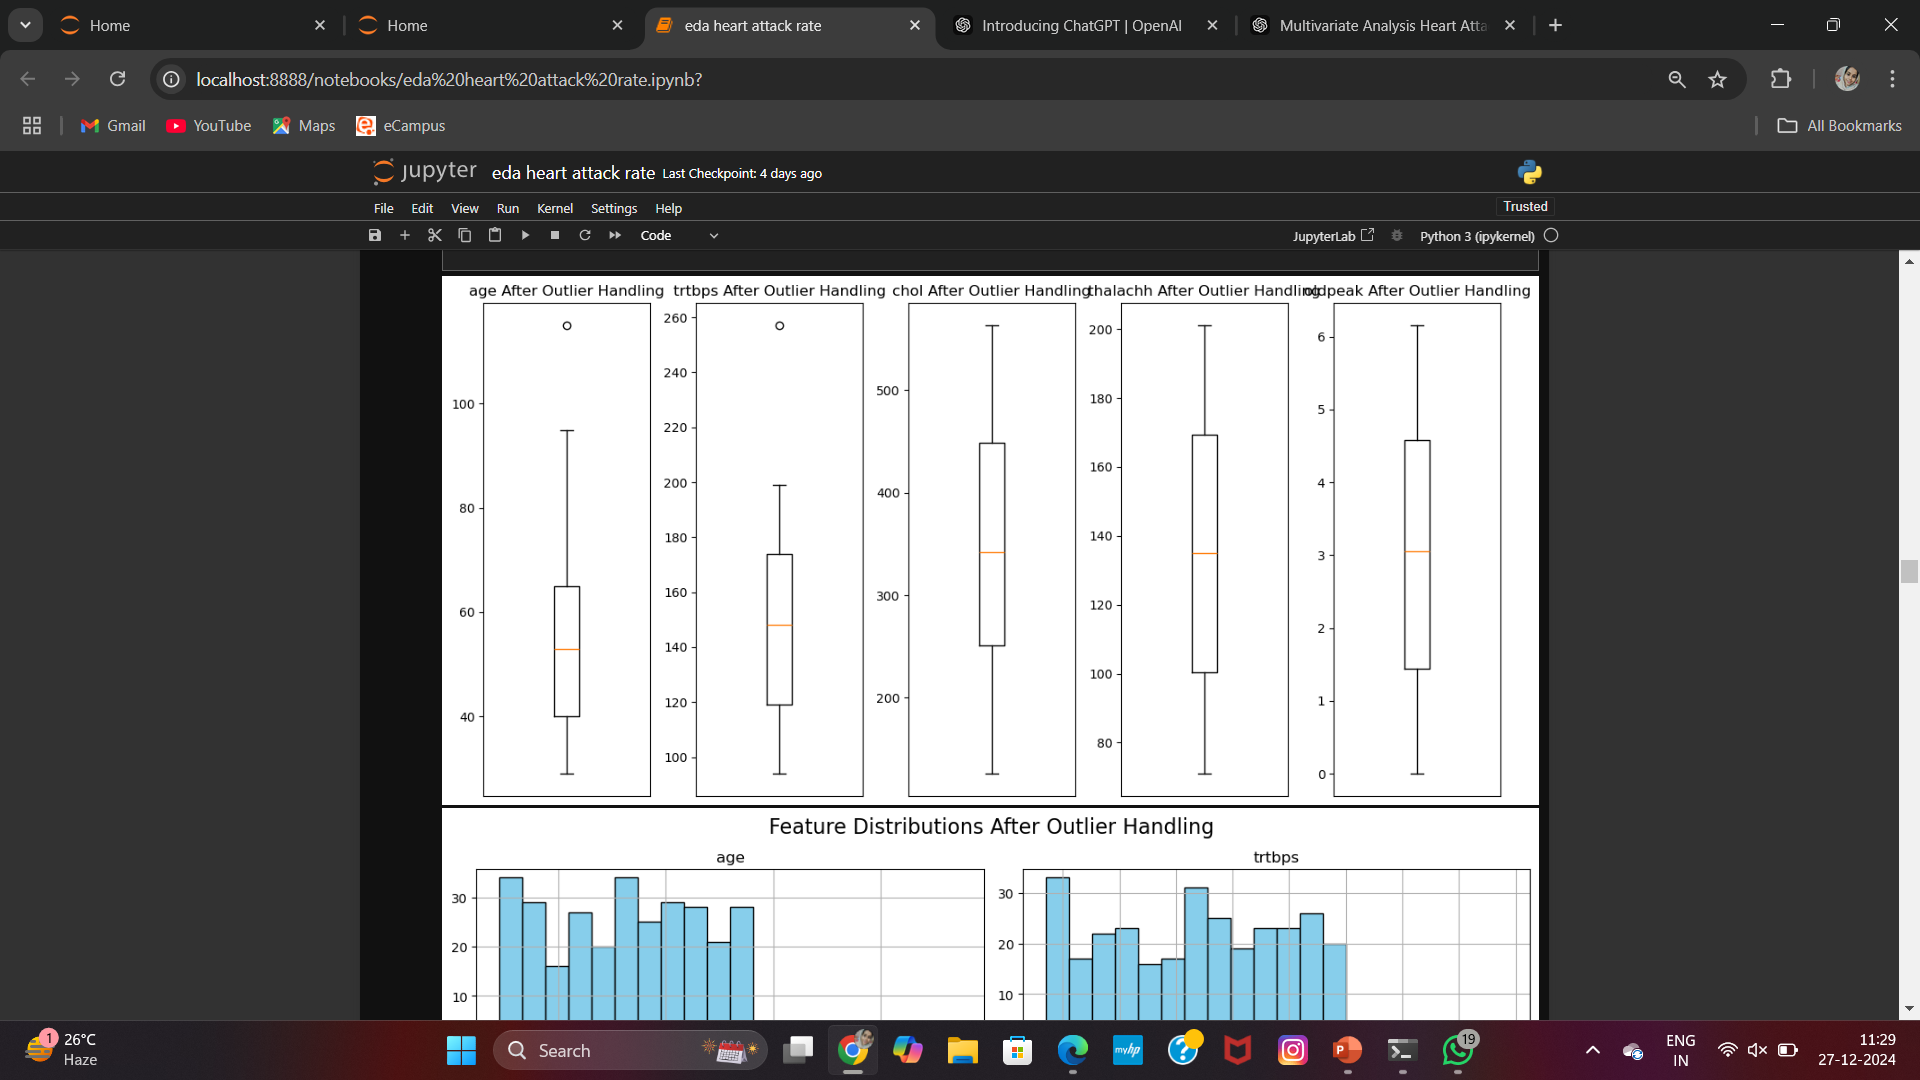 Home
Home
eda heart attack rate
Introducing ChatGPT | OpenAI
Multivariate Analysis Heart Atta
localhost:8888/notebooks/eda%20heart%20attack%20rate.ipynb?
Gmail
YouTube
Maps
eCampus
All Bookmarks
jupyter eda heart attack rate Last Checkpoint: 4 days ago
File Edit View Run Kernel Settings Help
Trusted
Code
JupyterLab
Python 3 (ipykernel)
age After Outlier Handling
100
80
60
40
trtbps After Outlier Handling
260
240
220
200
180
160
140
120
100
chol After Outlier Handling
500
400
300
200
thalachh After Outlier Handling
200
180
160
140
120
100
80
oldpeak After Outlier Handling
6
5
4
3
2
1
0
Feature Distributions After Outlier Handling
age
30
20
10
trtbps
30
20
10
1
26°C
Haze
Search
myhp
19
ENG
IN
11:29
27-12-2024